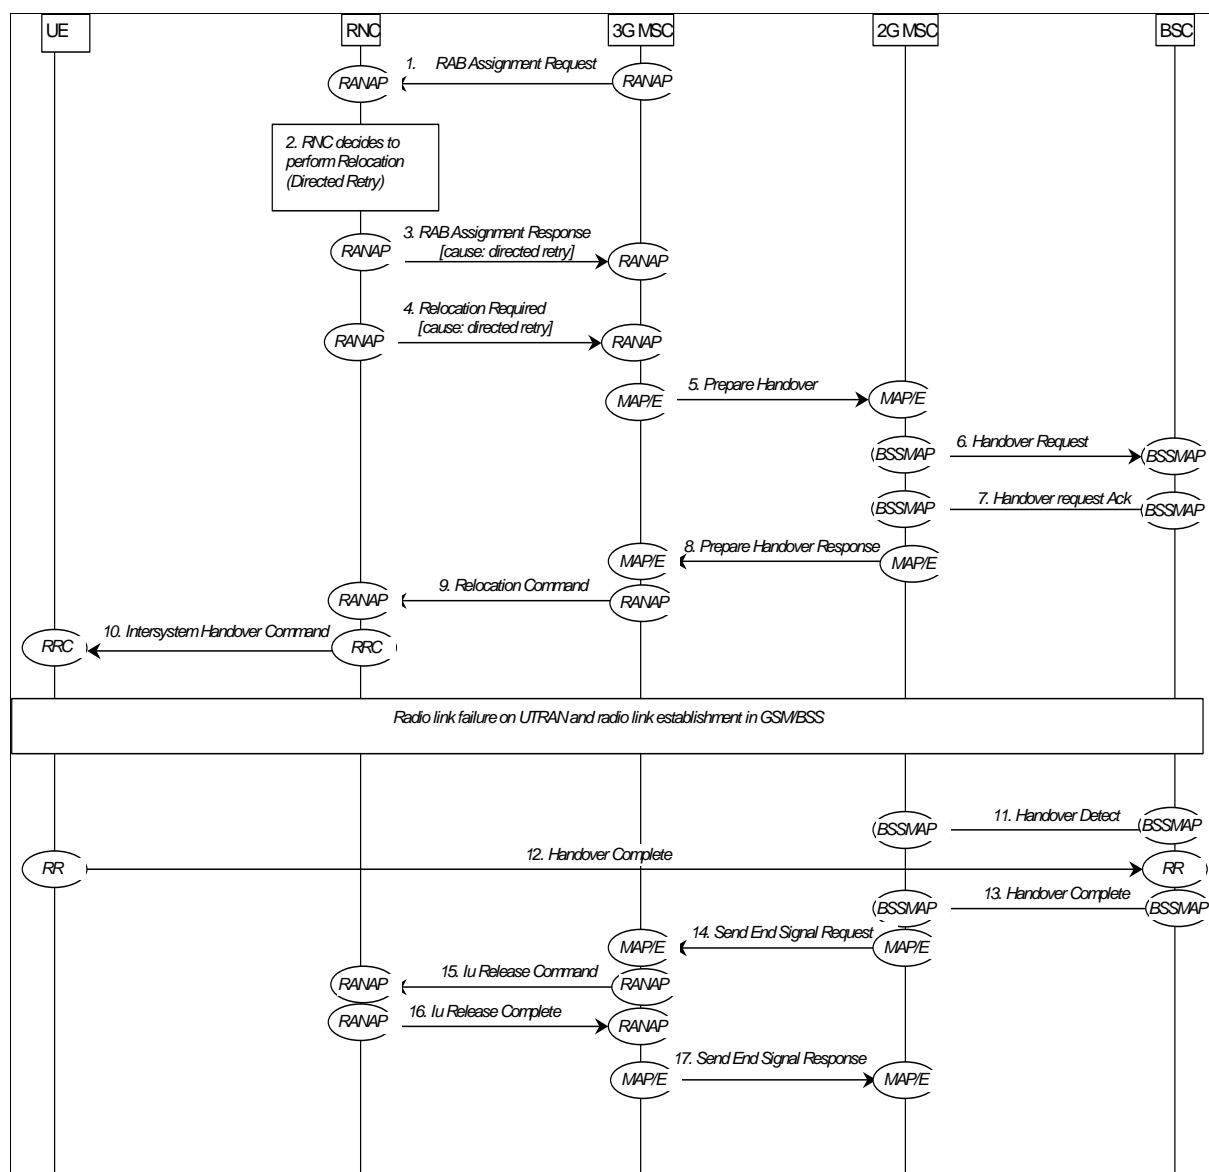 UE RNC 3G MSC 2G MSC BSC
1. RAB Assignment Request
RANAP RANAP
2. RNC decides to
perform Relocation
(Directed Retry)
3. RAB Assignment Response
[cause: directed retry]
RANAP RANAP
4. Relocation Required
[cause: directed retry]
RANAP RANAP
5. Prepare Handover
MAP/E MAP/E
6. Handover Request
BSSMAP BSSMAP
7. Handover request Ack
BSSMAP BSSMAP
8. Prepare Handover Response
MAP/E MAP/E
9. Relocation Command
RANAP RANAP
10. Intersystem Handover Command
RRC RRC
Radio link failure on UTRAN and radio link establishment in GSM/BSS
11. Handover Detect
BSSMAP BSSMAP
12. Handover Complete
RR RR
13. Handover Complete
BSSMAP BSSMAP
14. Send End Signal Request
MAP/E MAP/E
15. Iu Release Command
RANAP RANAP
16. Iu Release Complete
RANAP RANAP
17. Send End Signal Response
MAP/E MAP/E